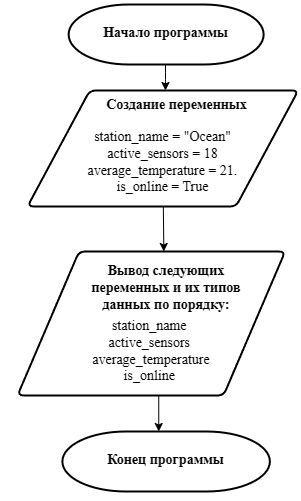 Начало программы
Создание переменных
station_name = "Ocean"
active_sensors = 18
average_temperature = 21.
is_online = True
Вывод следующих
переменных и их типов
данных по порядку:
station_name
active_sensors
average_temperature
is_online
Конец программы